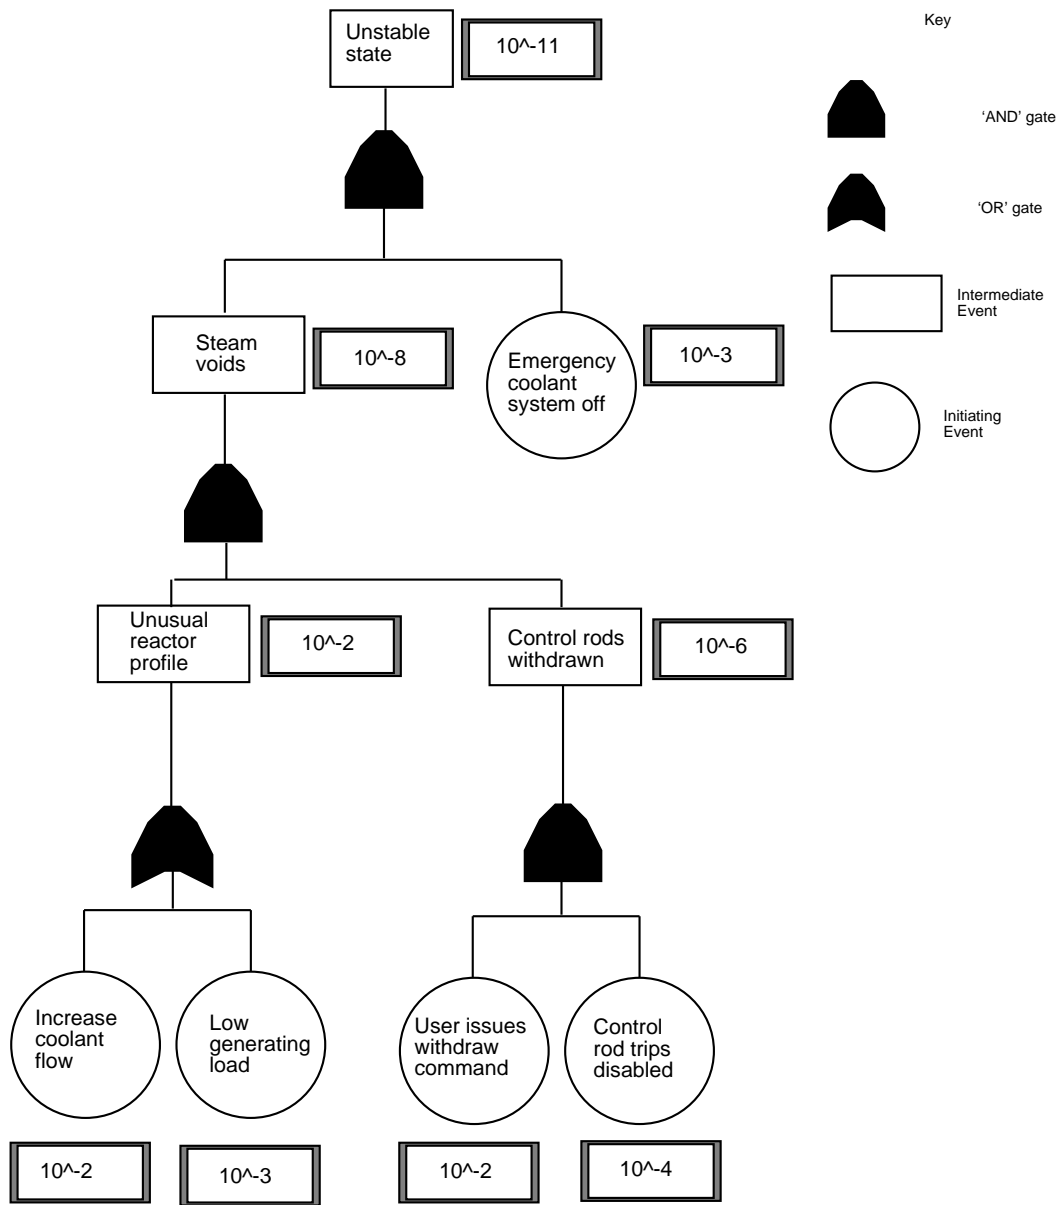 Unstable
state
10^-11
Key
'AND' gate
'OR' gate
Intermediate
Event
Steam
voids
10^-8
Emergency
coolant
system off
10^-3
Initiating
Event
Unusual
reactor
profile
10^-2
Control rods
withdrawn
10^-6
Increase
coolant
flow
Low
generating
load
User issues
withdraw
command
Control
rod trips
disabled
10^-2
10^-3
10^-2
10^-4